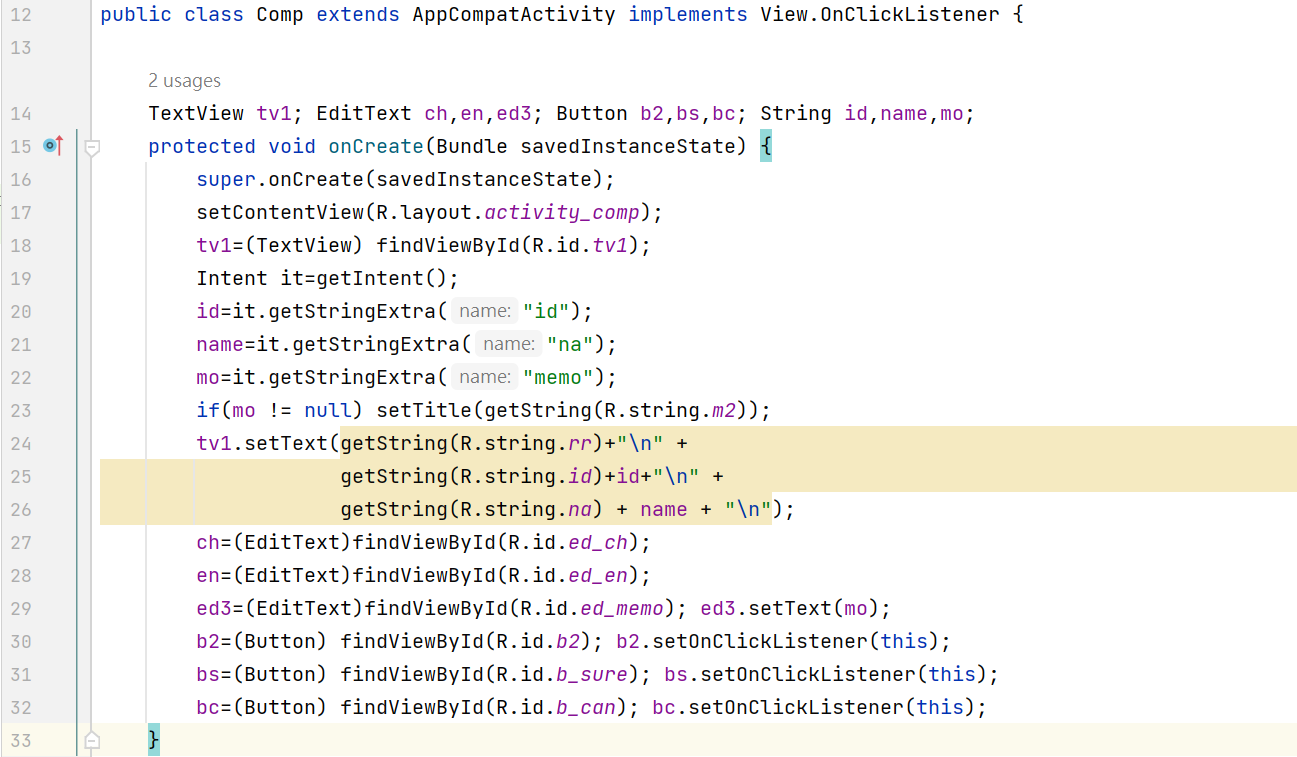 12 public class Comp extends AppCompatActivity implements View.OnClickListener {
13
2 usages
14 TextView tv1; EditText ch,en,ed3; Button b2,bs,bc; String id,name,mo;
15 protected void onCreate(Bundle savedInstanceState) {
16 super.onCreate(savedInstanceState);
17 setContentView(R.layout.activity_comp);
18 tv1=(TextView) findViewById(R.id.tv1);
19 Intent it=getIntent();
20 id=it.getStringExtra( name: "id");
21 name=it.getStringExtra( name: "na");
22 mo=it.getStringExtra( name: "memo");
23 if(mo != null) setTitle(getString(R.string.m2));
24 tv1.setText(getString(R.string.rr)+"\n" +
25 getString(R.string.id)+id+"\n" +
26 getString(R.string.na) + name + "\n");
27 ch=(EditText)findViewById(R.id.ed_ch);
28 en=(EditText)findViewById(R.id.ed_en);
29 ed3=(EditText)findViewById(R.id.ed_memo); ed3.setText(mo);
30 b2=(Button) findViewById(R.id.b2); b2.setOnClickListener(this);
31 bs=(Button) findViewById(R.id.b_sure); bs.setOnClickListener(this);
32 bc=(Button) findViewById(R.id.b_can); bc.setOnClickListener(this);
33 }